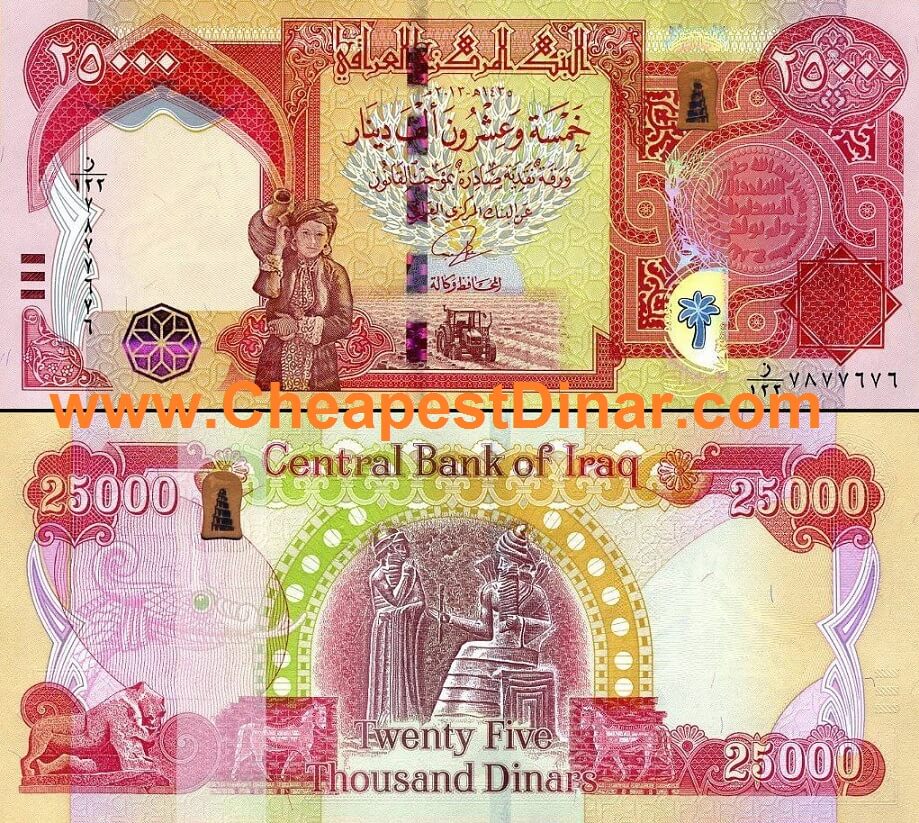 البنك المركزي العراقي
٢٥٠٠٠
٢٥٠٠٠
١٤٣٥هـ ٢٠١٣م
خمسة وعشرون ألف دينار
ورقة نقدية صادرة بموجب القانون
عن البنك المركزي العراقي
المحافظ وكالة
ز
١٢٢
٧٨٧٧٦٧٦
ز
١٢٢
٧٨٧٧٦٧٦
www.CheapestDinar.com
Central Bank of Iraq
25000
25000
Twenty Five
Thousand Dinars
25000